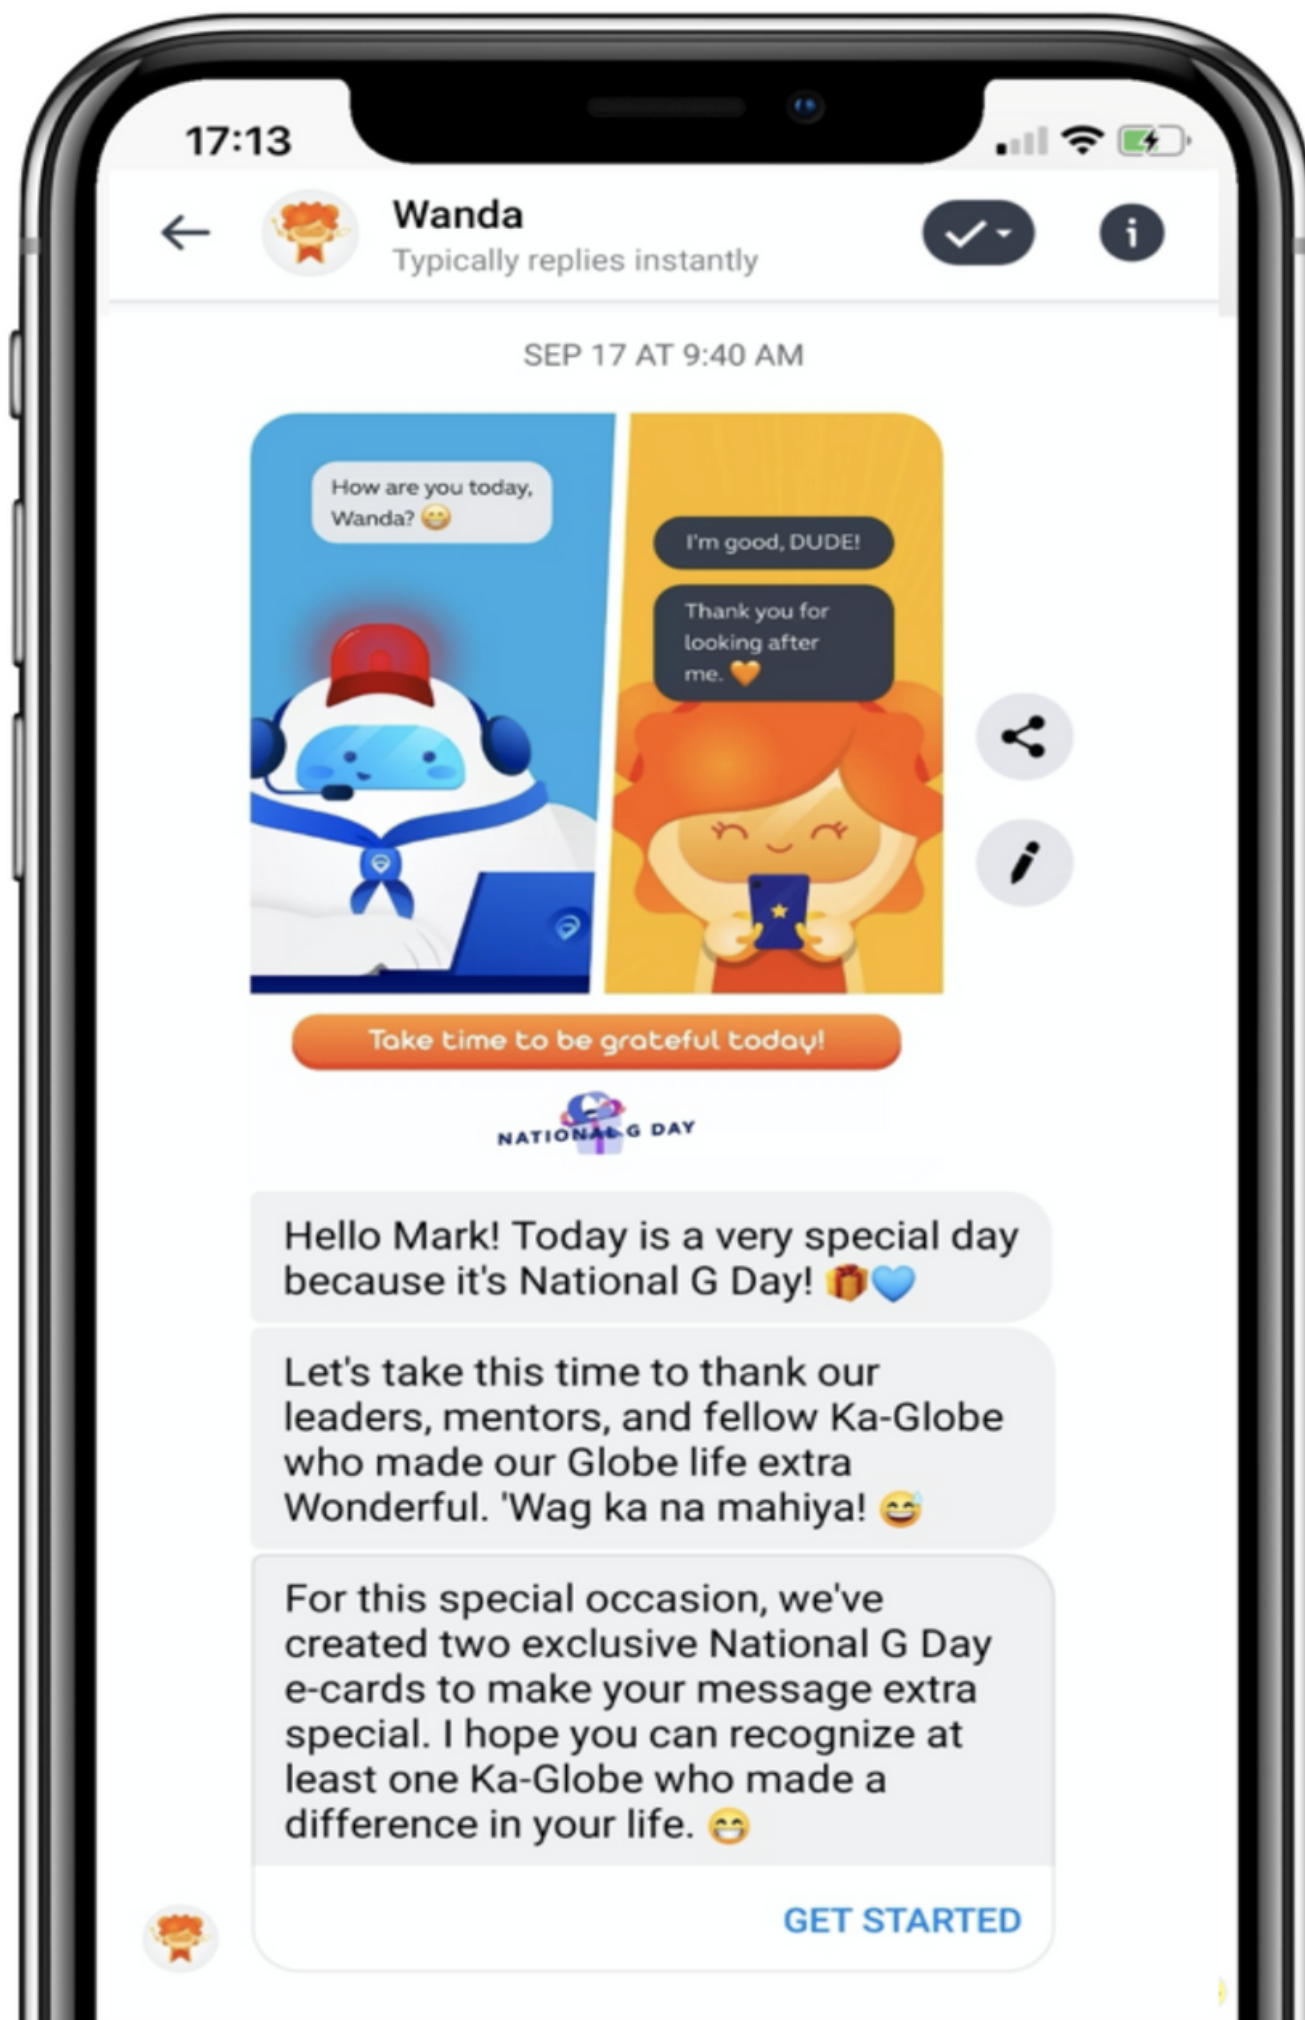 17:13
Wanda
Typically replies instantly
SEP 17 AT 9:40 AM
How are you today,
Wanda? 😁
I'm good, DUDE!
Thank you for
looking after
me. 🧡
Take time to be grateful today!
NATIONAL G DAY
Hello Mark! Today is a very special day
because it's National G Day! 🎁💙
Let's take this time to thank our
leaders, mentors, and fellow Ka-Globe
who made our Globe life extra
Wonderful. 'Wag ka na mahiya! 😅
For this special occasion, we've
created two exclusive National G Day
e-cards to make your message extra
special. I hope you can recognize at
least one Ka-Globe who made a
difference in your life. 😁
GET STARTED